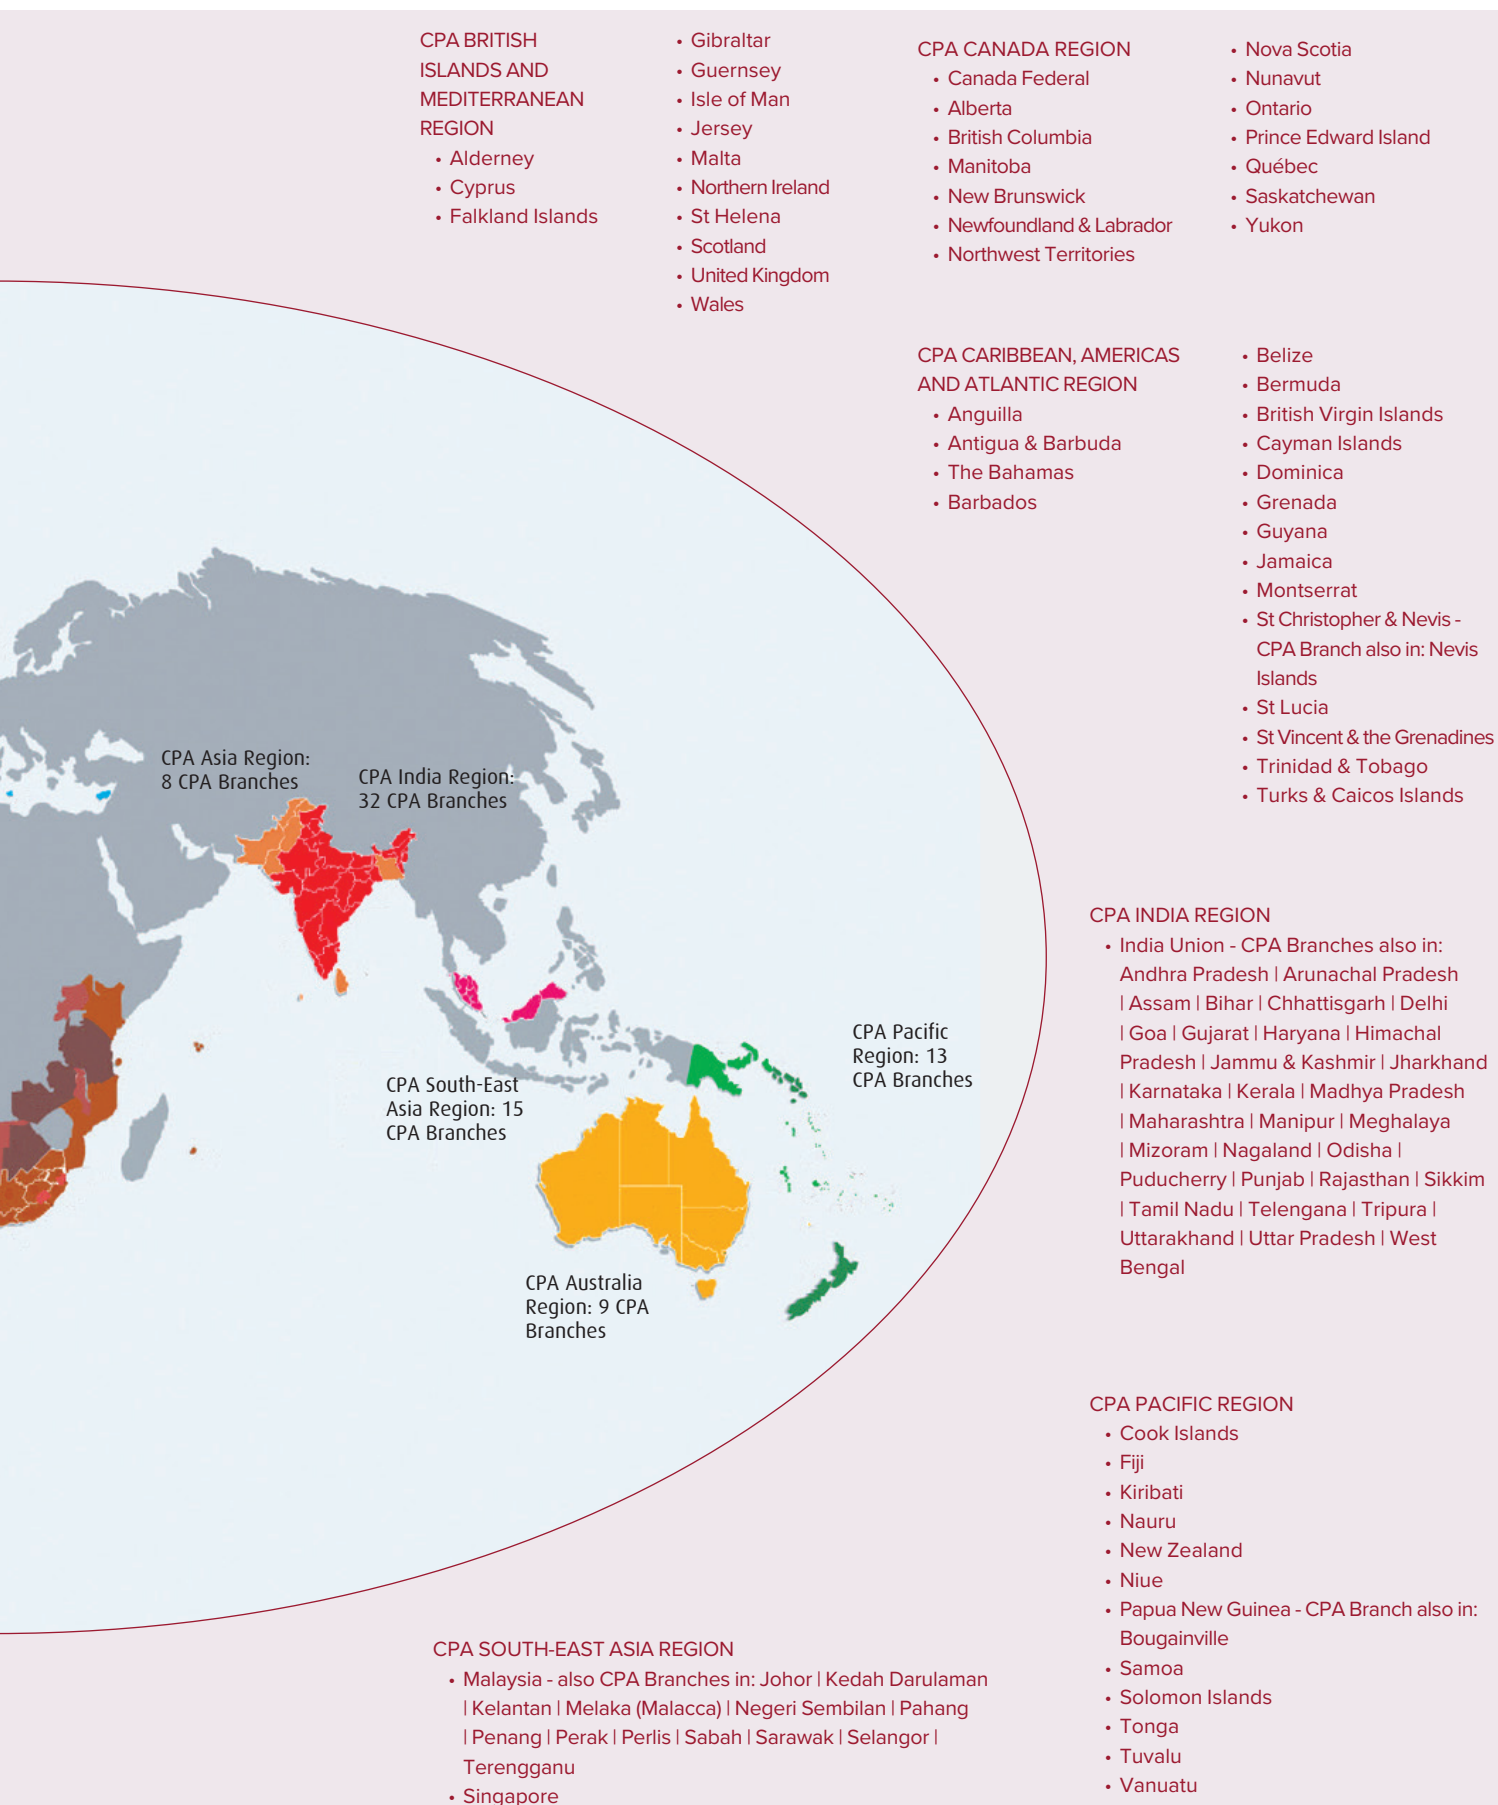 CPA BRITISH
ISLANDS AND
MEDITERRANEAN
REGION
• Alderney
• Cyprus
• Falkland Islands
• Gibraltar
• Guernsey
• Isle of Man
• Jersey
• Malta
• Northern Ireland
• St Helena
• Scotland
• United Kingdom
• Wales
CPA CANADA REGION
• Canada Federal
• Alberta
• British Columbia
• Manitoba
• New Brunswick
• Newfoundland & Labrador
• Northwest Territories
• Nova Scotia
• Nunavut
• Ontario
• Prince Edward Island
• Québec
• Saskatchewan
• Yukon
CPA CARIBBEAN, AMERICAS
AND ATLANTIC REGION
• Anguilla
• Antigua & Barbuda
• The Bahamas
• Barbados
• Belize
• Bermuda
• British Virgin Islands
• Cayman Islands
• Dominica
• Grenada
• Guyana
• Jamaica
• Montserrat
• St Christopher & Nevis -
CPA Branch also in: Nevis
Islands
• St Lucia
• St Vincent & the Grenadines
• Trinidad & Tobago
• Turks & Caicos Islands
CPA Asia Region:
8 CPA Branches
CPA India Region:
32 CPA Branches
CPA South-East
Asia Region: 15
CPA Branches
CPA Pacific
Region: 13
CPA Branches
CPA Australia
Region: 9 CPA
Branches
CPA INDIA REGION
• India Union - CPA Branches also in:
Andhra Pradesh | Arunachal Pradesh
| Assam | Bihar | Chhattisgarh | Delhi
| Goa | Gujarat | Haryana | Himachal
Pradesh | Jammu & Kashmir | Jharkhand
| Karnataka | Kerala | Madhya Pradesh
| Maharashtra | Manipur | Meghalaya
| Mizoram | Nagaland | Odisha |
Puducherry | Punjab | Rajasthan | Sikkim
| Tamil Nadu | Telengana | Tripura |
Uttarakhand | Uttar Pradesh | West
Bengal
CPA PACIFIC REGION
• Cook Islands
• Fiji
• Kiribati
• Nauru
• New Zealand
• Niue
• Papua New Guinea - CPA Branch also in:
Bougainville
• Samoa
• Solomon Islands
• Tonga
• Tuvalu
• Vanuatu
CPA SOUTH-EAST ASIA REGION
• Malaysia - also CPA Branches in: Johor | Kedah Darulaman
| Kelantan | Melaka (Malacca) | Negeri Sembilan | Pahang
| Penang | Perak | Perlis | Sabah | Sarawak | Selangor |
Terengganu
• Singapore